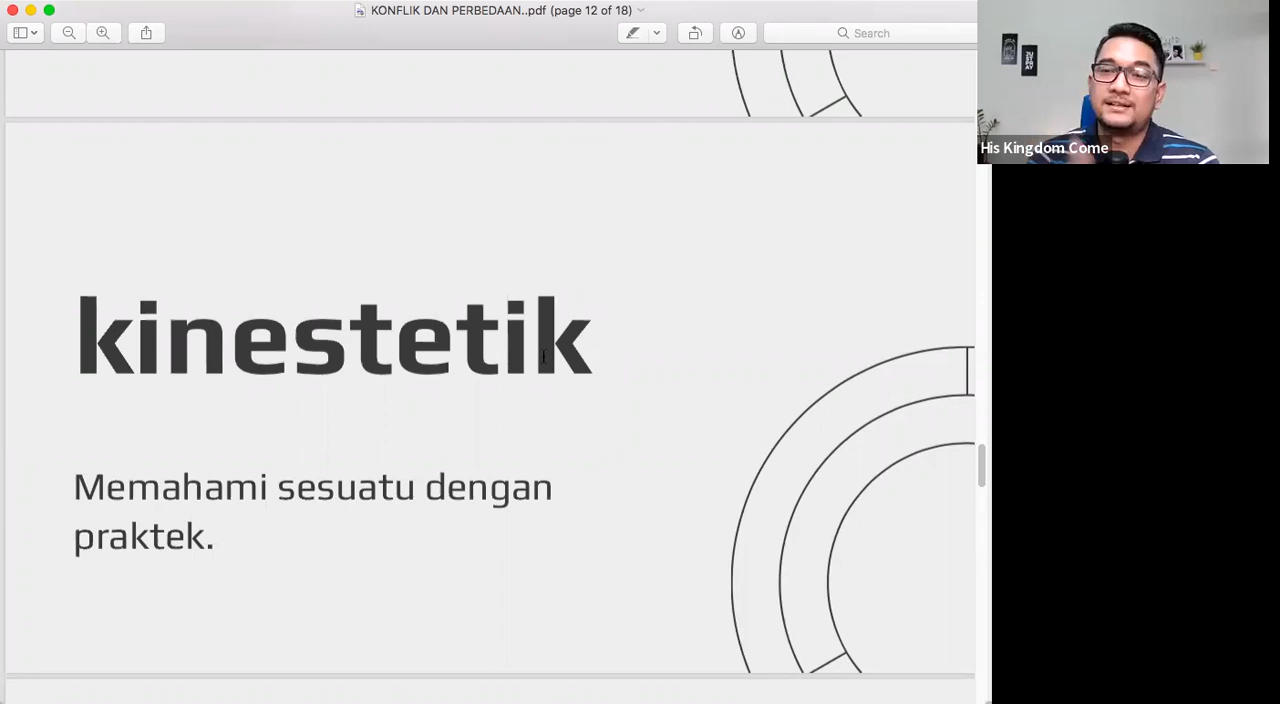 KONFLIK DAN PERBEDAAN..pdf (page 12 of 18)
Search
His Kingdom Come
kinestetik
Memahami sesuatu dengan
praktek.